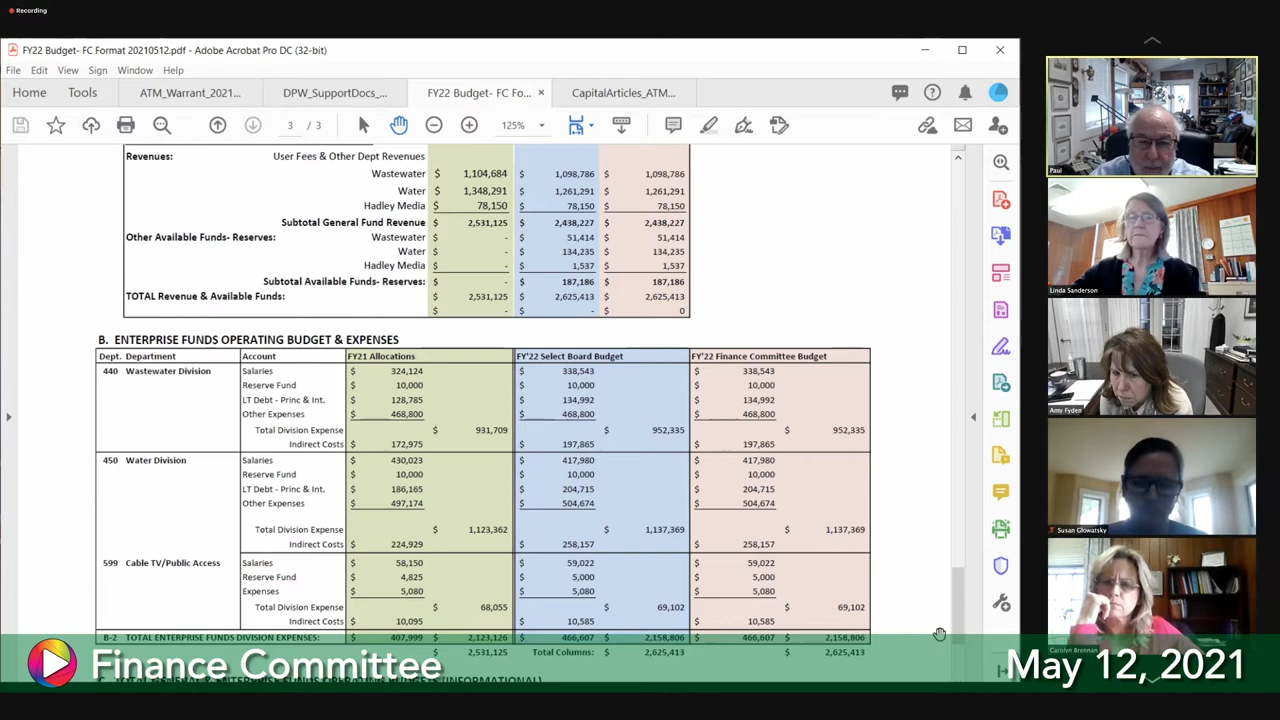 Recording
FY22 Budget- FC Format 20210512.pdf - Adobe Acrobat Pro DC (32-bit)
File Edit View Sign Window Help
Home Tools ATM_Warrant_2021... DPW_SupportDocs_... FY22 Budget- FC Fo... × CapitalArticles_ATM...
3 / 3 125%
Revenues: User Fees & Other Dept Revenues
Wastewater $ 1,104,684 $ 1,098,786 $ 1,098,786
Water $ 1,348,291 $ 1,261,291 $ 1,261,291
Hadley Media $ 78,150 $ 78,150 $ 78,150
Subtotal General Fund Revenue $ 2,531,125 $ 2,438,227 $ 2,438,227
Other Available Funds- Reserves: Wastewater $ - $ 51,414 $ 51,414
Water $ - $ 134,235 $ 134,235
Hadley Media $ - $ 1,537 $ 1,537
Subtotal Available Funds- Reserves: $ - $ 187,186 $ 187,186
TOTAL Revenue & Available Funds: $ 2,531,125 $ 2,625,413 $ 2,625,413
$ - $ - $ 0
B. ENTERPRISE FUNDS OPERATING BUDGET & EXPENSES
Dept. Department Account FY21 Allocations FY'22 Select Board Budget FY'22 Finance Committee Budget
440 Wastewater Division Salaries $ 324,124 $ 338,543 $ 338,543
Reserve Fund $ 10,000 $ 10,000 $ 10,000
LT Debt - Princ & Int. $ 128,785 $ 134,992 $ 134,992
Other Expenses $ 468,800 $ 468,800 $ 468,800
Total Division Expense $ 931,709 $ 952,335 $ 952,335
Indirect Costs $ 172,975 $ 197,865 $ 197,865
450 Water Division Salaries $ 430,023 $ 417,980 $ 417,980
Reserve Fund $ 10,000 $ 10,000 $ 10,000
LT Debt - Princ & Int. $ 186,165 $ 204,715 $ 204,715
Other Expenses $ 497,174 $ 504,674 $ 504,674
Total Division Expense $ 1,123,362 $ 1,137,369 $ 1,137,369
Indirect Costs $ 224,929 $ 258,157 $ 258,157
599 Cable TV/Public Access Salaries $ 58,150 $ 59,022 $ 59,022
Reserve Fund $ 4,825 $ 5,000 $ 5,000
Expenses $ 5,080 $ 5,080 $ 5,080
Total Division Expense $ 68,055 $ 69,102 $ 69,102
Indirect Costs $ 10,095 $ 10,585 $ 10,585
B-2 TOTAL ENTERPRISE FUNDS DIVISION EXPENSES: $ 407,999 $ 2,123,126 $ 466,607 $ 2,158,806 $ 466,607 $ 2,158,806
$ 2,531,125 Total Columns: $ 2,625,413 $ 2,625,413
C. TOTAL GENERAL & ENTERPRISE FUNDS OPERATING BUDGETS (INFORMATIONAL)
Paul
Linda Sanderson
Amy Fyden
Susan Glowatsky
Carolyn Brennan
Finance Committee
May 12, 2021